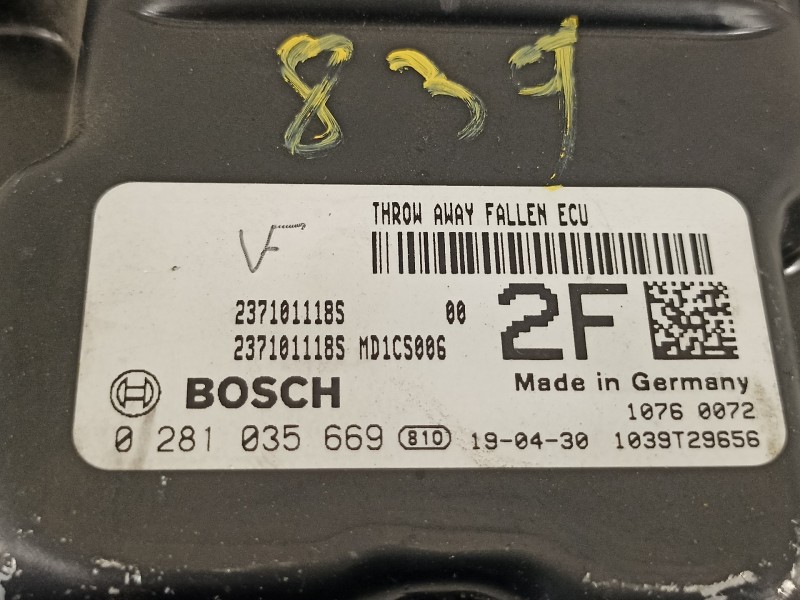 839
THROW AWAY FALLEN ECU
VF
237101118S 00
237101118S MD1CS006
2F
BOSCH
Made in Germany
1076 0072
0 281 035 669 810 19-04-30 1039T29656